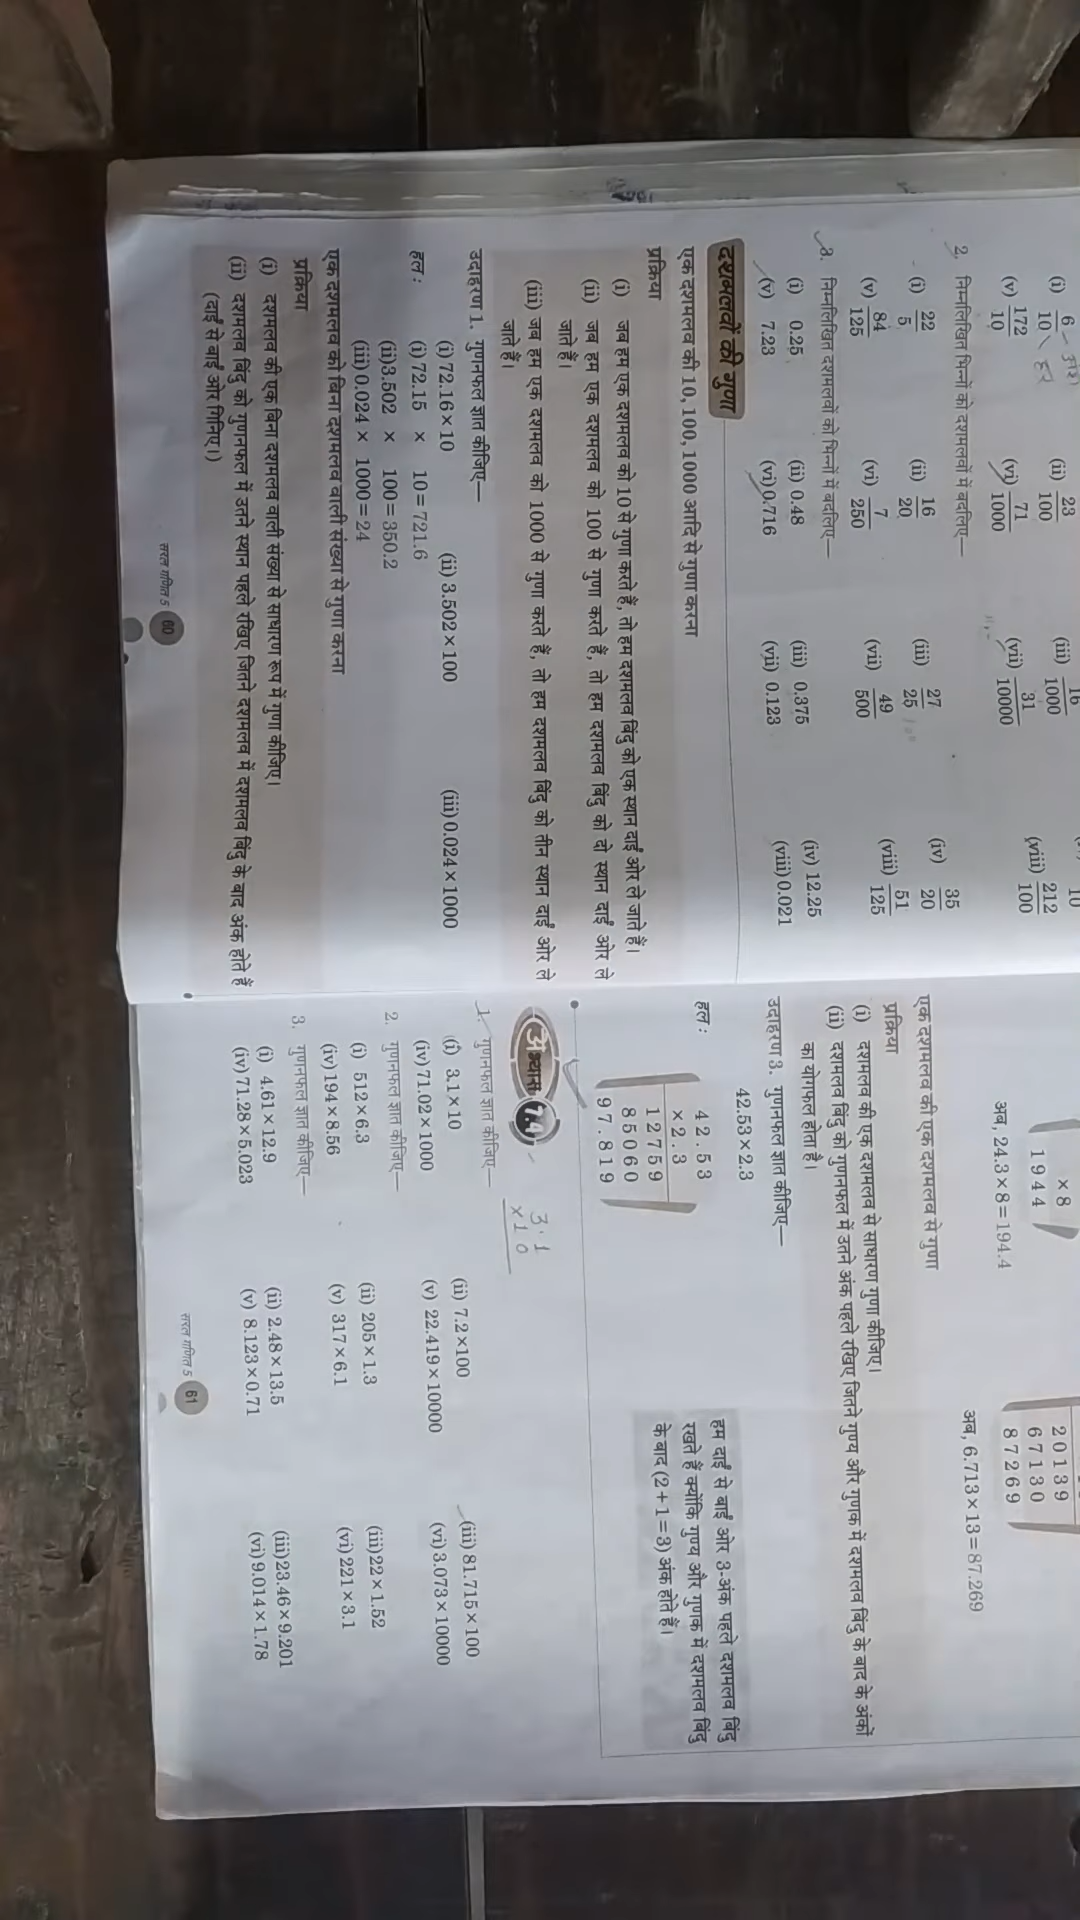 (i) 6/10 (ii) 23/100 (iii) 16/1000
(v) 172/10 (vi) 71/1000 (vii) 31/10000 (viii) 212/100
2. निम्नलिखित भिन्नों को दशमलवों में बदलिए—
(i) 22/5 (ii) 16/20 (iii) 27/25 (iv) 35/20
(v) 84/125 (vi) 7/250 (vii) 49/500 (viii) 51/125
3. निम्नलिखित दशमलवों को भिन्नों में बदलिए—
(i) 0.25 (ii) 0.48 (iii) 0.375 (iv) 12.25
(v) 7.23 (vi) 0.716 (vii) 0.123 (viii) 0.021
दशमलवों की गुणा
एक दशमलव की 10, 100, 1000 आदि से गुणा करना
प्रक्रिया
(i) जब हम एक दशमलव को 10 से गुणा करते हैं, तो हम दशमलव बिंदु को एक स्थान दाईं ओर ले जाते हैं।
(ii) जब हम एक दशमलव को 100 से गुणा करते हैं, तो हम दशमलव बिंदु को दो स्थान दाईं ओर ले
जाते हैं।
(iii) जब हम एक दशमलव को 1000 से गुणा करते हैं, तो हम दशमलव बिंदु को तीन स्थान दाईं ओर ले
जाते हैं।
उदाहरण 1. गुणनफल ज्ञात कीजिए—
(i) 72.16×10 (ii) 3.502×100 (iii) 0.024×1000
हल : (i) 72.15 × 10=721.6
(ii)3.502 × 100=350.2
(iii) 0.024 × 1000=24
एक दशमलव को बिना दशमलव वाली संख्या से गुणा करना
प्रक्रिया
(i) दशमलव की एक बिना दशमलव वाली संख्या से साधारण रूप में गुणा कीजिए।
(ii) दशमलव बिंदु को गुणनफल में उतने स्थान पहले रखिए जितने दशमलव में दशमलव बिंदु के बाद अंक होते हैं
(दाईं से बाईं ओर गिनिए।)
सरल गणित 5 60
×8 20139
1944 67130
87269
अब, 24.3×8=194.4 अब, 6.713×13=87.269
एक दशमलव की एक दशमलव से गुणा
प्रक्रिया
(i) दशमलव की एक दशमलव से साधारण गुणा कीजिए।
(ii) दशमलव बिंदु को गुणनफल में उतने अंक पहले रखिए जितने गुण्य और गुणक में दशमलव बिंदु के बाद के अंकों
का योगफल होता है।
उदाहरण 3. गुणनफल ज्ञात कीजिए—
42.53×2.3
हल :
42.53
×2.3
12759
85060
97.819
हम दाईं से बाईं ओर 3-अंक पहले दशमलव बिंदु
रखते हैं क्योंकि गुण्य और गुणक में दशमलव बिंदु
के बाद (2+1=3) अंक होते हैं।
अभ्यास 7.4
3.1
×10
1. गुणनफल ज्ञात कीजिए—
(i) 3.1×10 (ii) 7.2×100 (iii) 81.715×100
(iv) 71.02×1000 (v) 22.419×10000 (vi) 3.073×10000
2. गुणनफल ज्ञात कीजिए—
(i) 512×6.3 (ii) 205×1.3 (iii) 22×1.52
(iv) 194×8.56 (v) 317×6.1 (vi) 221×3.1
3. गुणनफल ज्ञात कीजिए—
(i) 4.61×12.9 (ii) 2.48×13.5 (iii) 23.46×9.201
(iv) 71.28×5.023 (v) 8.123×0.71 (vi) 9.014×1.78
सरल गणित 5 61